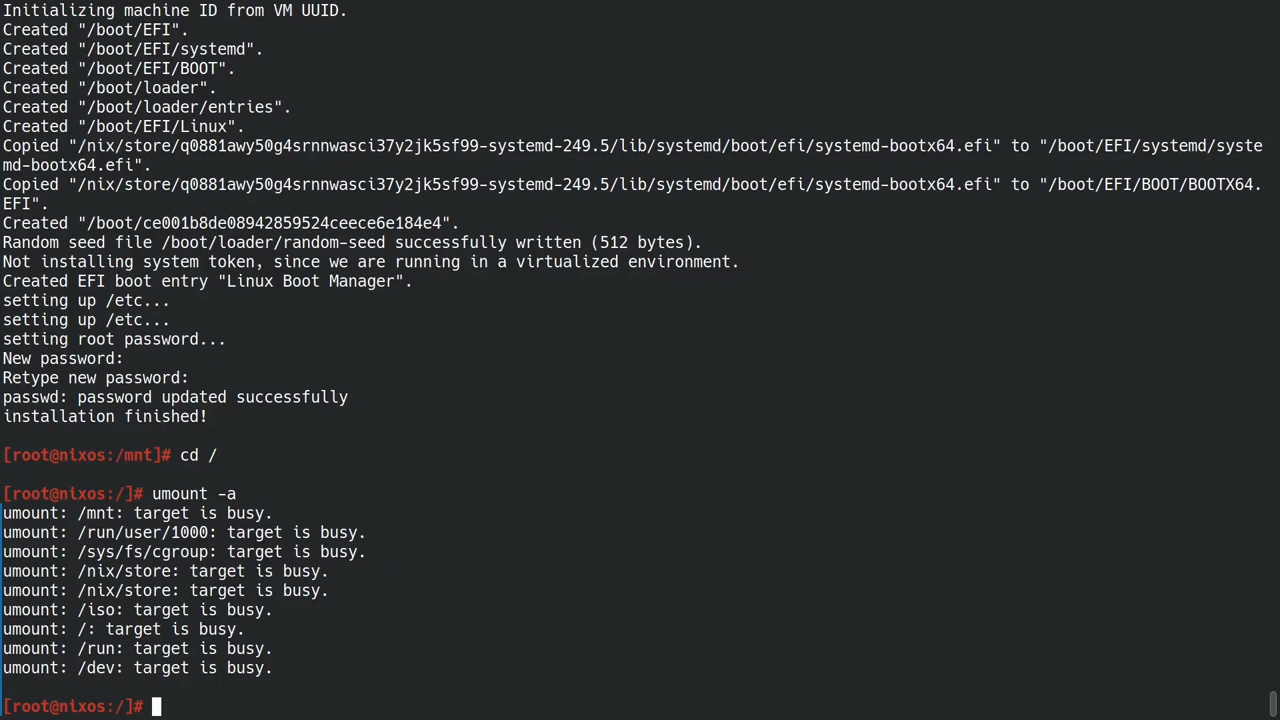 Initializing machine ID from VM UUID.
Created "/boot/EFI".
Created "/boot/EFI/systemd".
Created "/boot/EFI/BOOT".
Created "/boot/loader".
Created "/boot/loader/entries".
Created "/boot/EFI/Linux".
Copied "/nix/store/q0881awy50g4srnnwasci37y2jk5sf99-systemd-249.5/lib/systemd/boot/efi/systemd-bootx64.efi" to "/boot/EFI/systemd/syste
md-bootx64.efi".
Copied "/nix/store/q0881awy50g4srnnwasci37y2jk5sf99-systemd-249.5/lib/systemd/boot/efi/systemd-bootx64.efi" to "/boot/EFI/BOOT/BOOTX64.
EFI".
Created "/boot/ce001b8de08942859524ceece6e184e4".
Random seed file /boot/loader/random-seed successfully written (512 bytes).
Not installing system token, since we are running in a virtualized environment.
Created EFI boot entry "Linux Boot Manager".
setting up /etc...
setting up /etc...
setting root password...
New password:
Retype new password:
passwd: password updated successfully
installation finished!
[root@nixos:/mnt]# cd /
[root@nixos:/]# umount -a
umount: /mnt: target is busy.
umount: /run/user/1000: target is busy.
umount: /sys/fs/cgroup: target is busy.
umount: /nix/store: target is busy.
umount: /nix/store: target is busy.
umount: /iso: target is busy.
umount: /: target is busy.
umount: /run: target is busy.
umount: /dev: target is busy.
[root@nixos:/]#